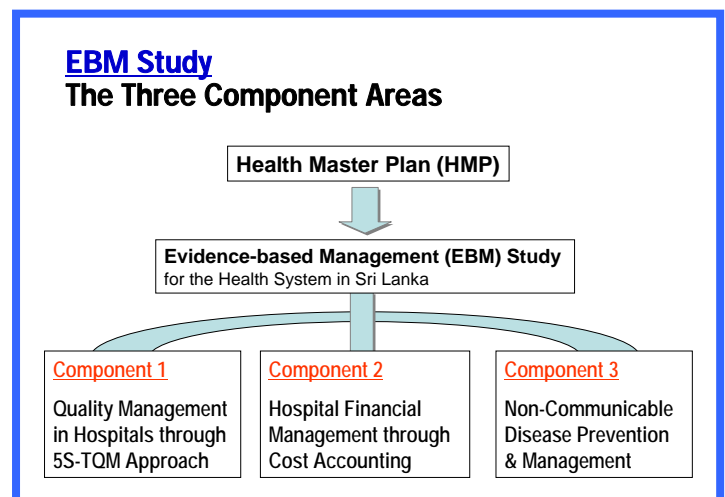 EBM Study
The Three Component Areas
Health Master Plan (HMP)
Evidence-based Management (EBM) Study
for the Health System in Sri Lanka
Component 1
Quality Management
in Hospitals through
5S-TQM Approach
Component 2
Hospital Financial
Management through
Cost Accounting
Component 3
Non-Communicable
Disease Prevention
& Management